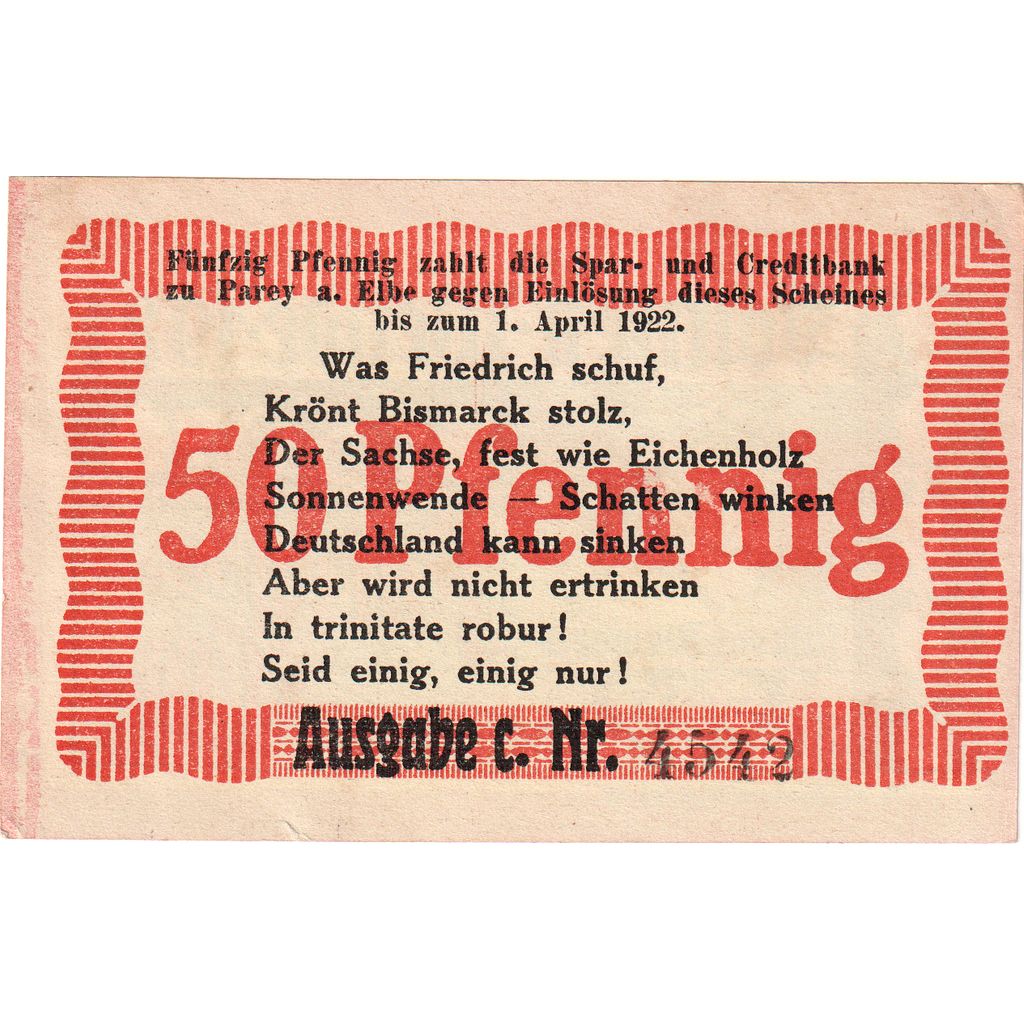 Fünfzig Pfennig zahlt die Spar- und Creditbank
zu Parey a. Elbe gegen Einlösung dieses Scheines
bis zum 1. April 1922.
Was Friedrich schuf,
Krönt Bismarck stolz,
Der Sachse, fest wie Eichenholz
Sonnenwende — Schatten winken
Deutschland kann sinken
Aber wird nicht ertrinken
In trinitate robur!
Seid einig, einig nur!
50 Pfennig
Ausgabe c. Nr. 4542